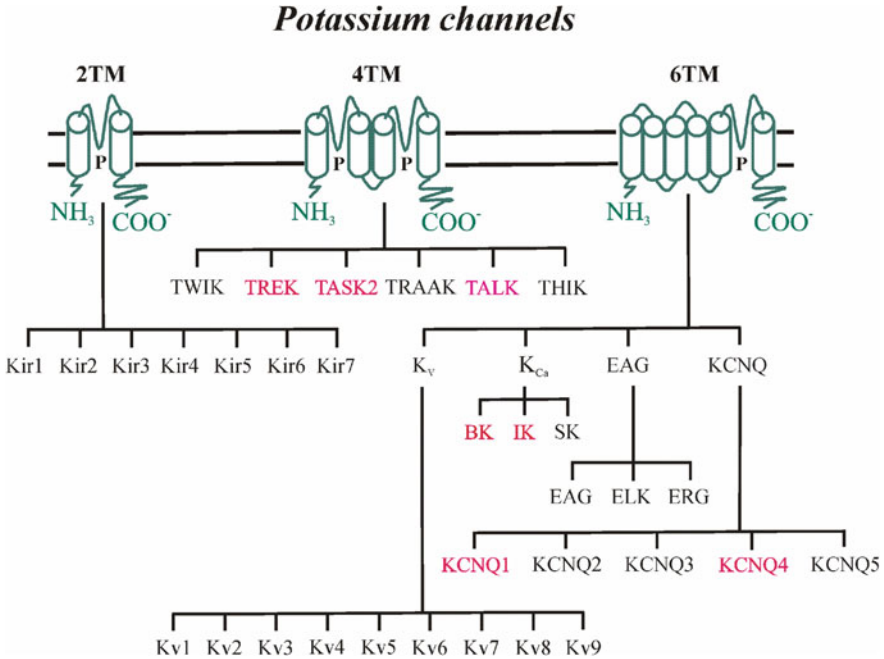 Potassium channels
2TM 4TM 6TM
P P P P
NH₃ COO⁻ NH₃ COO⁻ NH₃ COO⁻
TWIK TREK TASK2 TRAAK TALK THIK
Kir1 Kir2 Kir3 Kir4 Kir5 Kir6 Kir7 Kᵥ K_Ca EAG KCNQ
BK IK SK
EAG ELK ERG
KCNQ1 KCNQ2 KCNQ3 KCNQ4 KCNQ5
Kv1 Kv2 Kv3 Kv4 Kv5 Kv6 Kv7 Kv8 Kv9